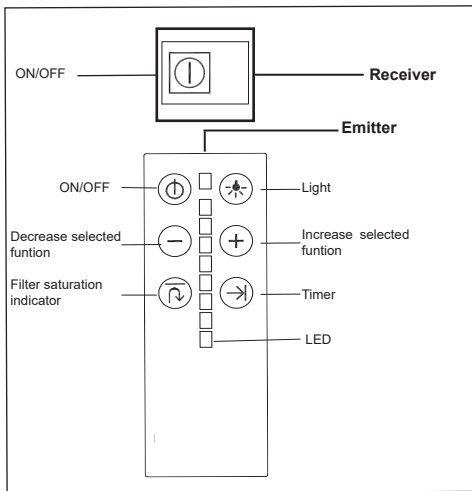 ON/OFF
Receiver
Emitter
ON/OFF
Light
Decrease selected
funtion
Increase selected
funtion
Filter saturation
indicator
Timer
LED